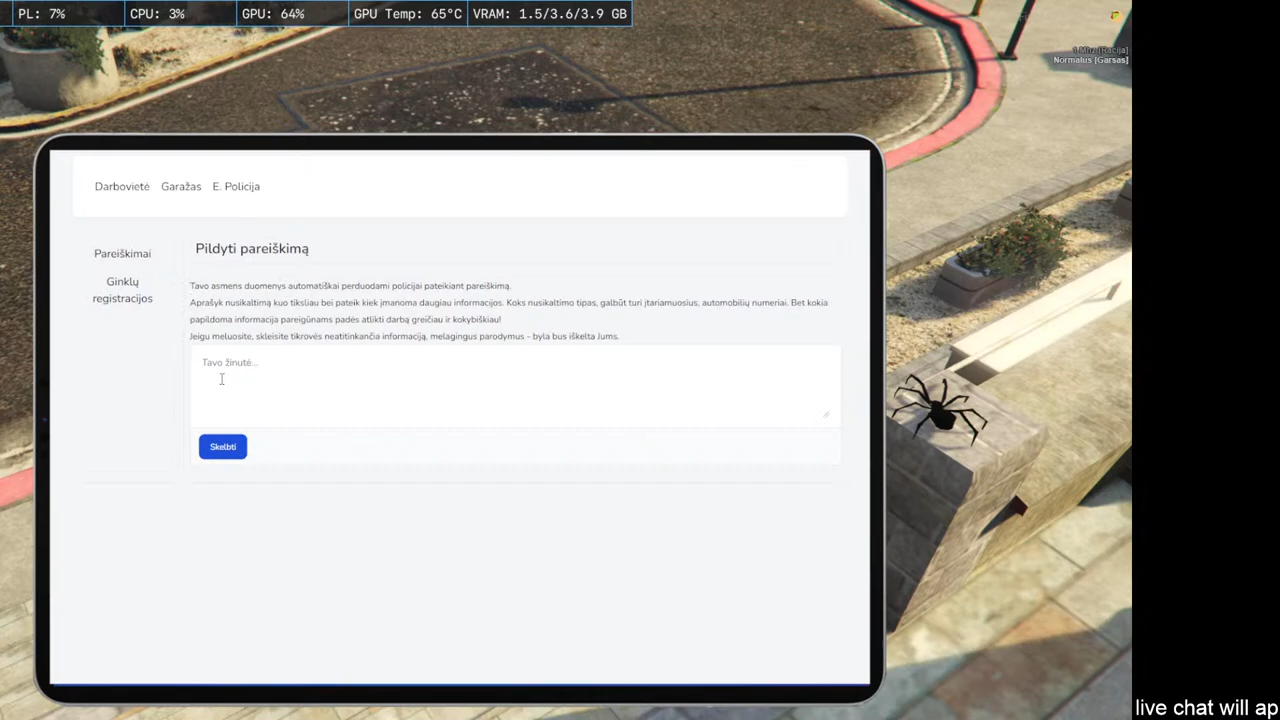 PL: 7% CPU: 3% GPU: 64% GPU Temp: 65°C VRAM: 1.5/3.6/3.9 GB
1 Mhz [Racija]
Normalus [Garsas]
Darbovietė Garažas E. Policija
Pareiškimai
Ginklų
registracijos
Pildyti pareiškimą
Tavo asmens duomenys automatiškai perduodami policijai pateikiant pareiškimą.
Aprašyk nusikaltimą kuo tiksliau bei pateik kiek įmanoma daugiau informacijos. Koks nusikaltimo tipas, galbūt turi įtariamuosius, automobilių numeriai. Bet kokia
papildoma informacija pareigūnams padės atlikti darbą greičiau ir kokybiškiau!
Jeigu meluosite, skleisite tikrovės neatitinkančia informaciją, melagingus parodymus - byla bus iškelta Jums.
Tavo žinutė...
Skelbti
live chat will ap